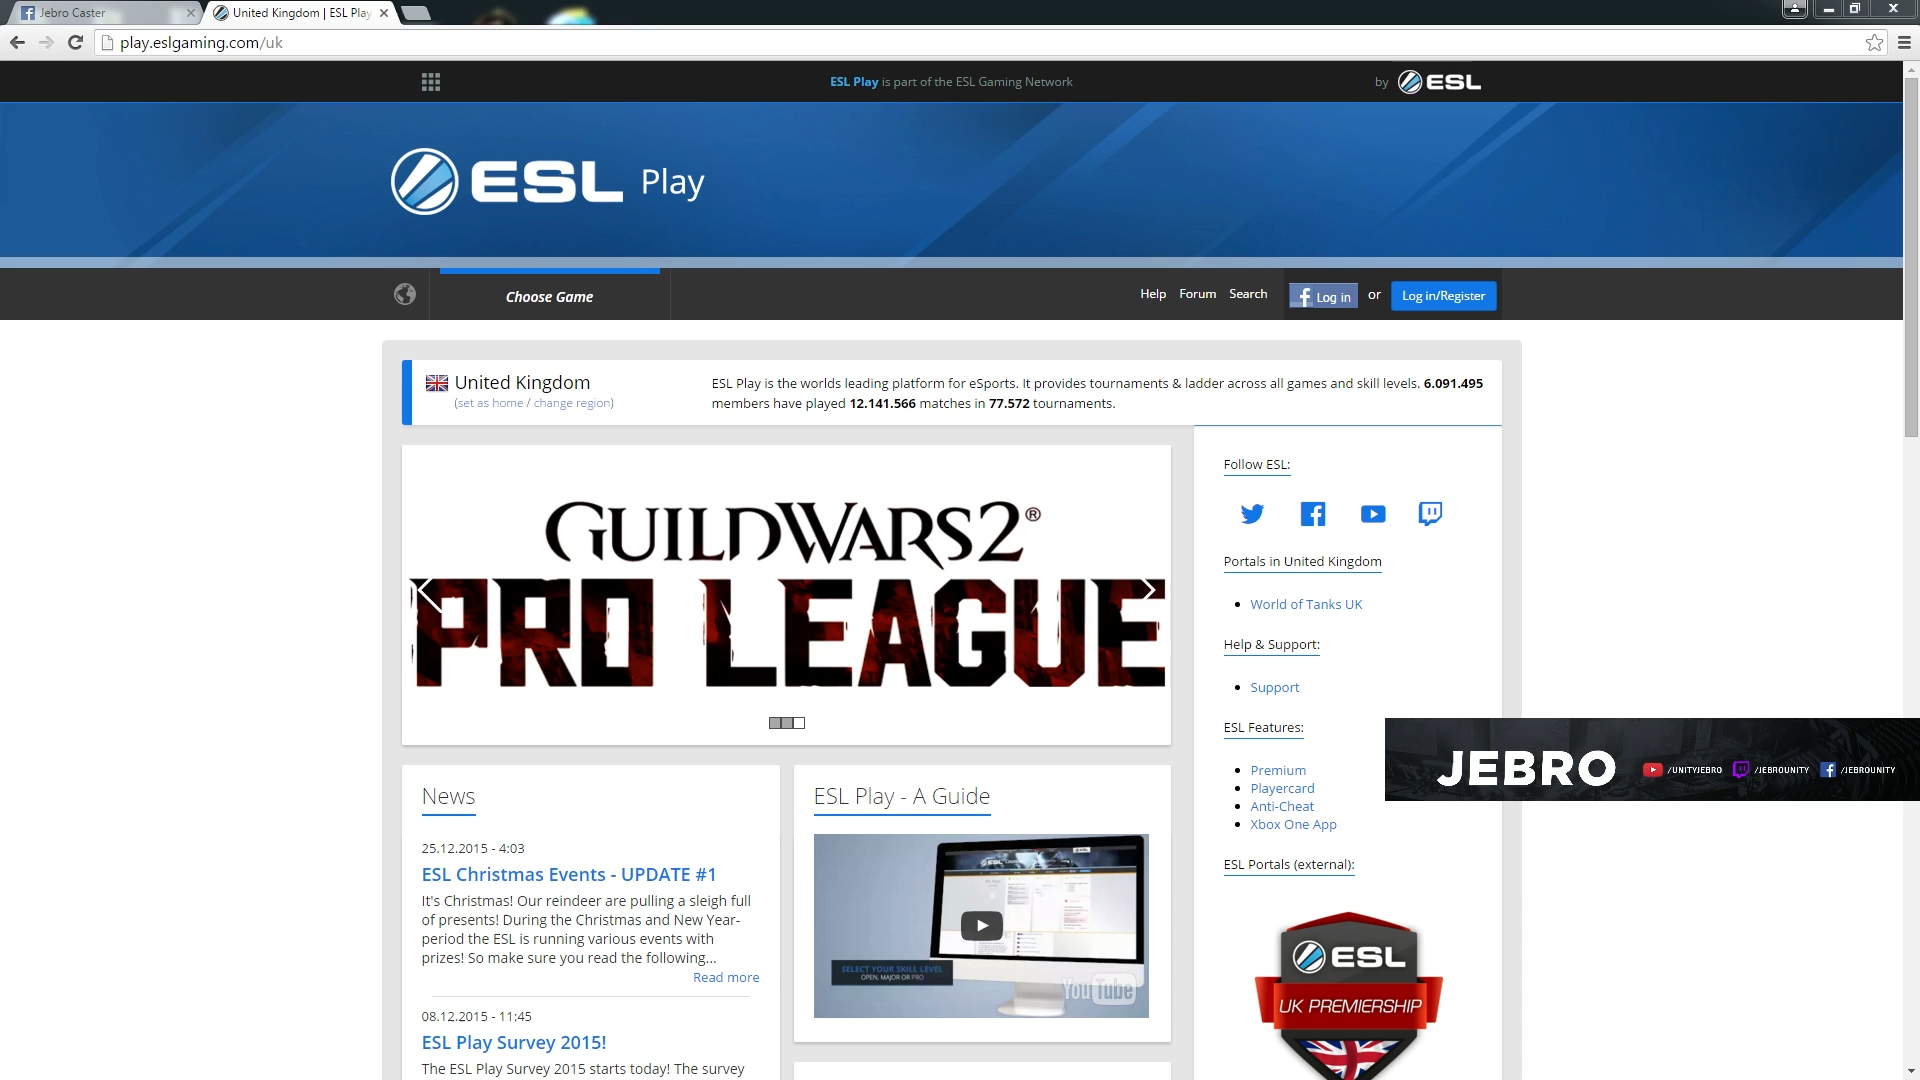 Jebro Caster
United Kingdom | ESL Play
play.eslgaming.com/uk
ESL Play is part of the ESL Gaming Network
by ESL
ESL Play
Choose Game
Help Forum Search
Log in or Log in/Register
United Kingdom
(set as home / change region)
ESL Play is the worlds leading platform for eSports. It provides tournaments & ladder across all games and skill levels. 6.091.495
members have played 12.141.566 matches in 77.572 tournaments.
GUILD WARS 2®
PRO LEAGUE
News
25.12.2015 - 4:03
ESL Christmas Events - UPDATE #1
It's Christmas! Our reindeer are pulling a sleigh full
of presents! During the Christmas and New Year-
period the ESL is running various events with
prizes! So make sure you read the following...
Read more
08.12.2015 - 11:45
ESL Play Survey 2015!
The ESL Play Survey 2015 starts today! The survey
ESL Play - A Guide
SELECT YOUR SKILL LEVEL
OPEN, MAJOR OR PRO
YouTube
Follow ESL:
Portals in United Kingdom
World of Tanks UK
Help & Support:
Support
ESL Features:
Premium
Playercard
Anti-Cheat
Xbox One App
ESL Portals (external):
ESL
UK PREMIERSHIP
JEBRO
/UNITYJEBRO /JEBROUNITY /JEBROUNITY